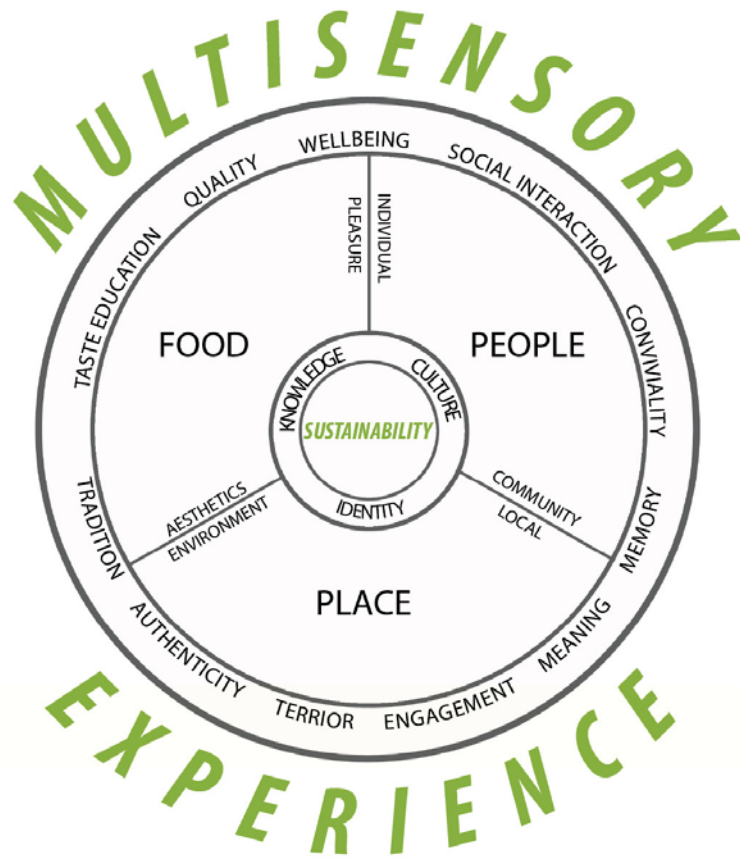 MULTISENSORY
WELLBEING
SOCIAL INTERACTION
CONVIVIALITY
MEMORY
MEANING
ENGAGEMENT
TERRIOR
AUTHENTICITY
TRADITION
TASTE EDUCATION
QUALITY
PLEASURE
INDIVIDUAL
FOOD
PEOPLE
KNOWLEDGE
CULTURE
SUSTAINABILITY
IDENTITY
AESTHETICS
ENVIRONMENT
COMMUNITY
LOCAL
PLACE
EXPERIENCE